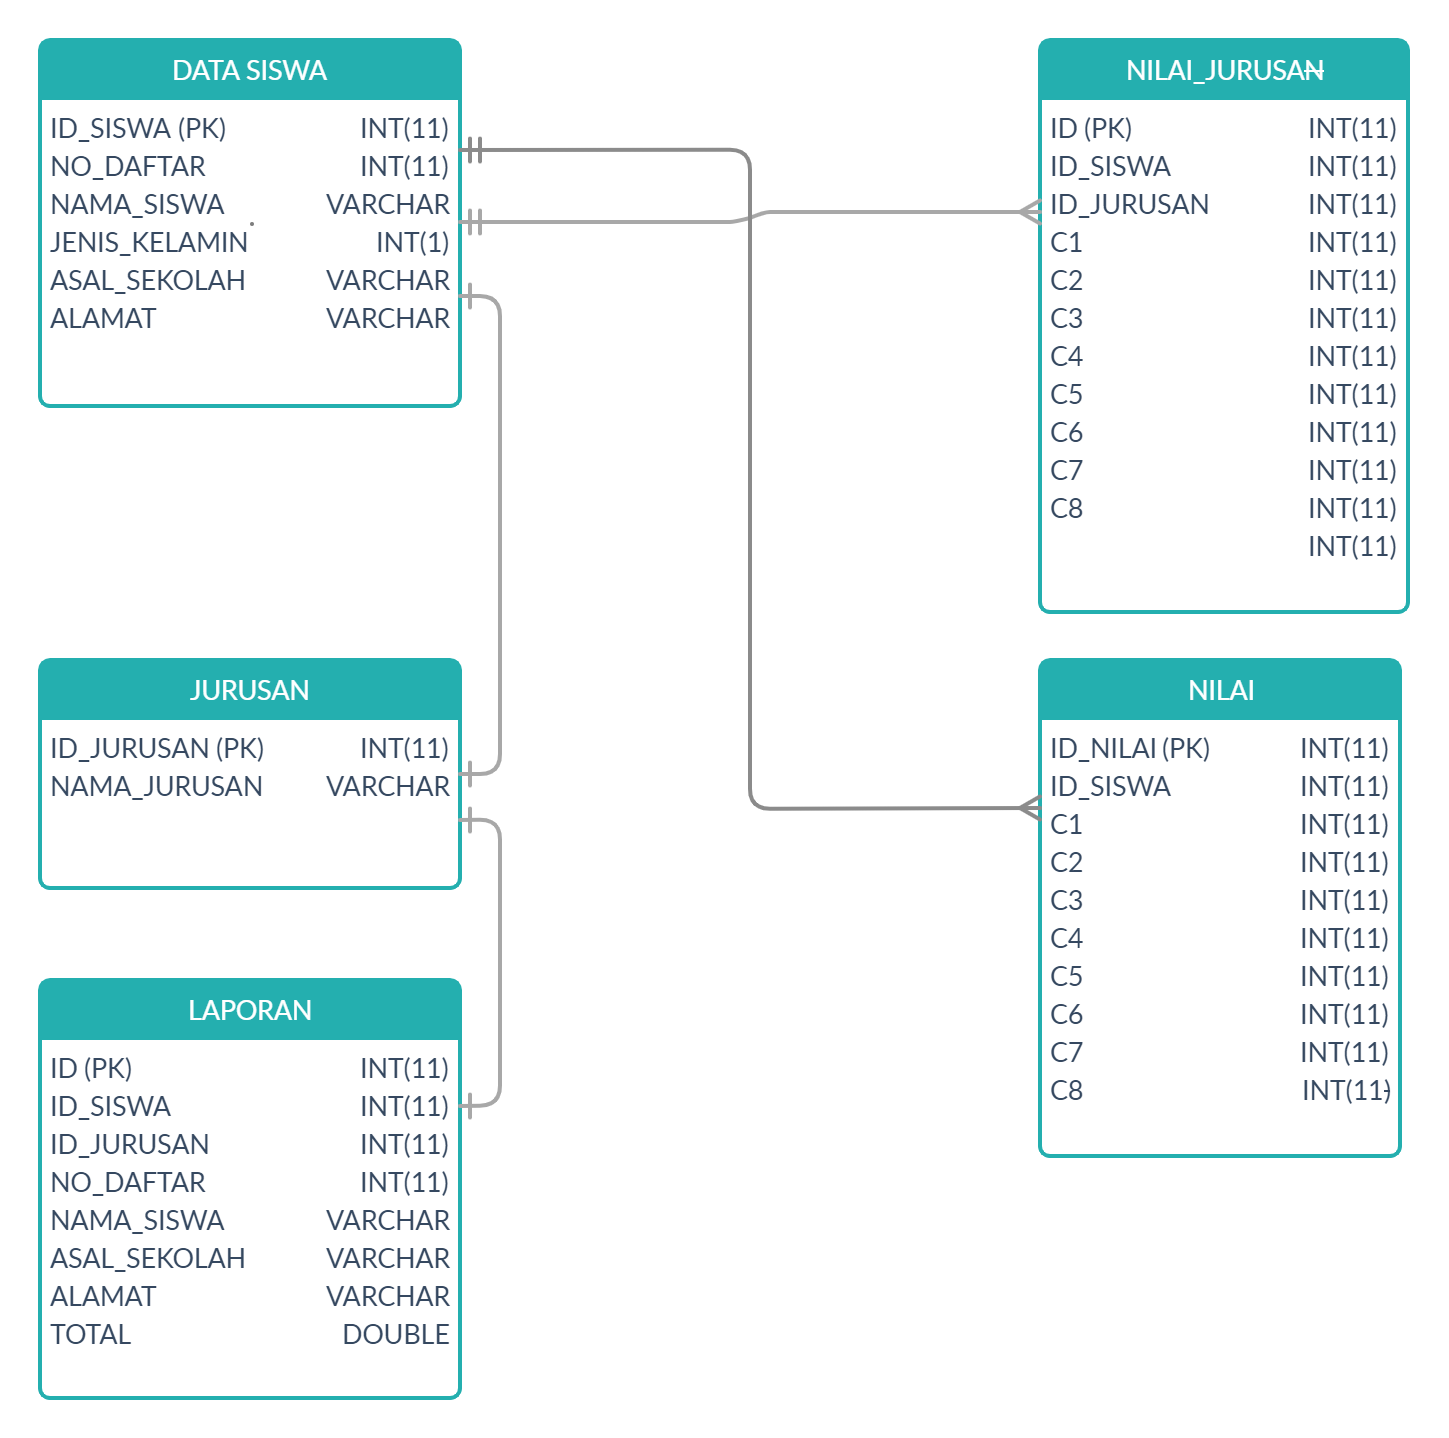 DATA SISWA
ID_SISWA (PK) INT(11)
NO_DAFTAR INT(11)
NAMA_SISWA VARCHAR
JENIS_KELAMIN INT(1)
ASAL_SEKOLAH VARCHAR
ALAMAT VARCHAR
NILAI_JURUSAN
ID (PK) INT(11)
ID_SISWA INT(11)
ID_JURUSAN INT(11)
C1 INT(11)
C2 INT(11)
C3 INT(11)
C4 INT(11)
C5 INT(11)
C6 INT(11)
C7 INT(11)
C8 INT(11)
INT(11)
JURUSAN
ID_JURUSAN (PK) INT(11)
NAMA_JURUSAN VARCHAR
NILAI
ID_NILAI (PK) INT(11)
ID_SISWA INT(11)
C1 INT(11)
C2 INT(11)
C3 INT(11)
C4 INT(11)
C5 INT(11)
C6 INT(11)
C7 INT(11)
C8 INT(11)
LAPORAN
ID (PK) INT(11)
ID_SISWA INT(11)
ID_JURUSAN INT(11)
NO_DAFTAR INT(11)
NAMA_SISWA VARCHAR
ASAL_SEKOLAH VARCHAR
ALAMAT VARCHAR
TOTAL DOUBLE